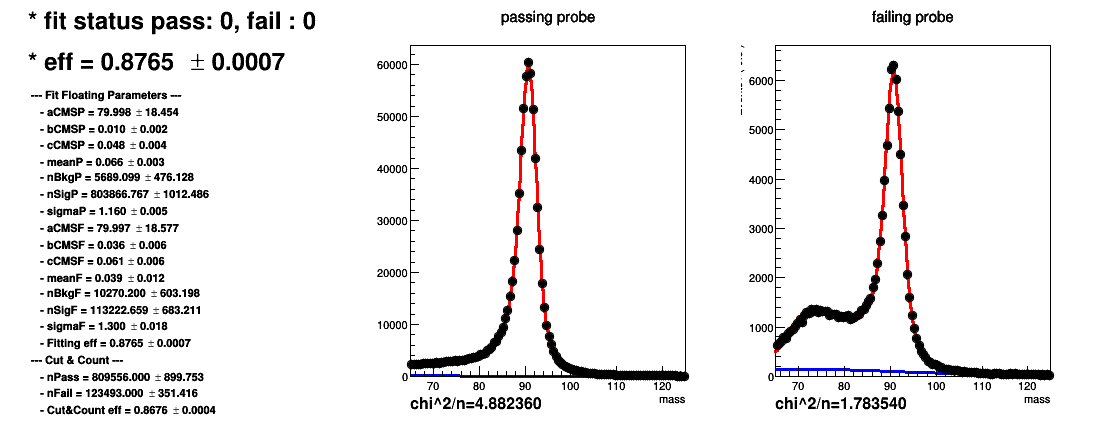 * fit status pass: 0, fail : 0
* eff = 0.8765 ± 0.0007
--- Fit Floating Parameters ---
- aCMSP = 79.998 ± 18.454
- bCMSP = 0.010 ± 0.002
- cCMSP = 0.048 ± 0.004
- meanP = 0.066 ± 0.003
- nBkgP = 5689.099 ± 476.128
- nSigP = 803866.767 ± 1012.486
- sigmaP = 1.160 ± 0.005
- aCMSF = 79.997 ± 18.577
- bCMSF = 0.036 ± 0.006
- cCMSF = 0.061 ± 0.006
- meanF = 0.039 ± 0.012
- nBkgF = 10270.200 ± 603.198
- nSigF = 113222.659 ± 683.211
- sigmaF = 1.300 ± 0.018
- Fitting eff = 0.8765 ± 0.0007
--- Cut & Count ---
- nPass = 809556.000 ± 899.753
- nFail = 123493.000 ± 351.416
- Cut&Count eff = 0.8676 ± 0.0004
passing probe
60000
50000
40000
30000
20000
10000
0
70 80 90 100 110 120
mass
chi^2/n=4.882360
failing probe
6000
5000
4000
3000
2000
1000
0
70 80 90 100 110 120
mass
chi^2/n=1.783540